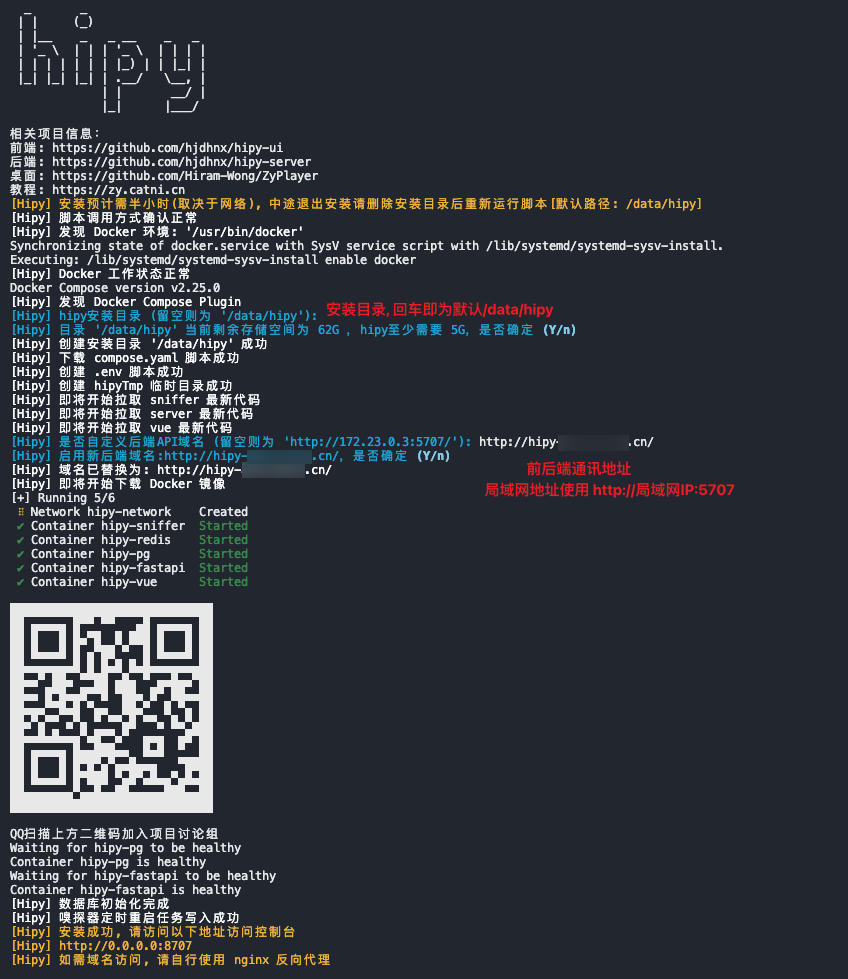 hipy
相关项目信息:
前端: https://github.com/hjdhnx/hipy-ui
后端: https://github.com/hjdhnx/hipy-server
桌面: https://github.com/Hiram-Wong/ZyPlayer
教程: https://zy.catni.cn
[Hipy] 安装预计需半小时(取决于网络), 中途退出安装请删除安装目录后重新运行脚本[默认路径: /data/hipy]
[Hipy] 脚本调用方式确认正常
[Hipy] 发现 Docker 环境: '/usr/bin/docker'
Synchronizing state of docker.service with SysV service script with /lib/systemd/systemd-sysv-install.
Executing: /lib/systemd/systemd-sysv-install enable docker
[Hipy] Docker 工作状态正常
Docker Compose version v2.25.0
[Hipy] 发现 Docker Compose Plugin
[Hipy] hipy安装目录 (留空则为 '/data/hipy'): 安装目录, 回车即为默认/data/hipy
[Hipy] 目录 '/data/hipy' 当前剩余存储空间为 62G , hipy至少需要 5G, 是否确定 (Y/n)
[Hipy] 创建安装目录 '/data/hipy' 成功
[Hipy] 下载 compose.yaml 脚本成功
[Hipy] 创建 .env 脚本成功
[Hipy] 创建 hipyTmp 临时目录成功
[Hipy] 即将开始拉取 sniffer 最新代码
[Hipy] 即将开始拉取 server 最新代码
[Hipy] 即将开始拉取 vue 最新代码
[Hipy] 是否自定义后端API域名 (留空则为 'http://172.23.0.3:5707/'): http://hipy- .cn/
[Hipy] 启用新后端域名:http://hipy- .cn/, 是否确定 (Y/n)
[Hipy] 域名已替换为: http://hipy- .cn/
前后端通讯地址
[Hipy] 即将开始下载 Docker 镜像
局域网地址使用 http://局域网IP:5707
[+] Running 5/6
⠿ Network hipy-network Created
✔ Container hipy-sniffer Started
✔ Container hipy-redis Started
✔ Container hipy-pg Started
✔ Container hipy-fastapi Started
✔ Container hipy-vue Started
QQ扫描上方二维码加入项目讨论组
Waiting for hipy-pg to be healthy
Container hipy-pg is healthy
Waiting for hipy-fastapi to be healthy
Container hipy-fastapi is healthy
[Hipy] 数据库初始化完成
[Hipy] 嗅探器定时重启任务写入成功
[Hipy] 安装成功, 请访问以下地址访问控制台
[Hipy] http://0.0.0.0:8707
[Hipy] 如需域名访问, 请自行使用 nginx 反向代理